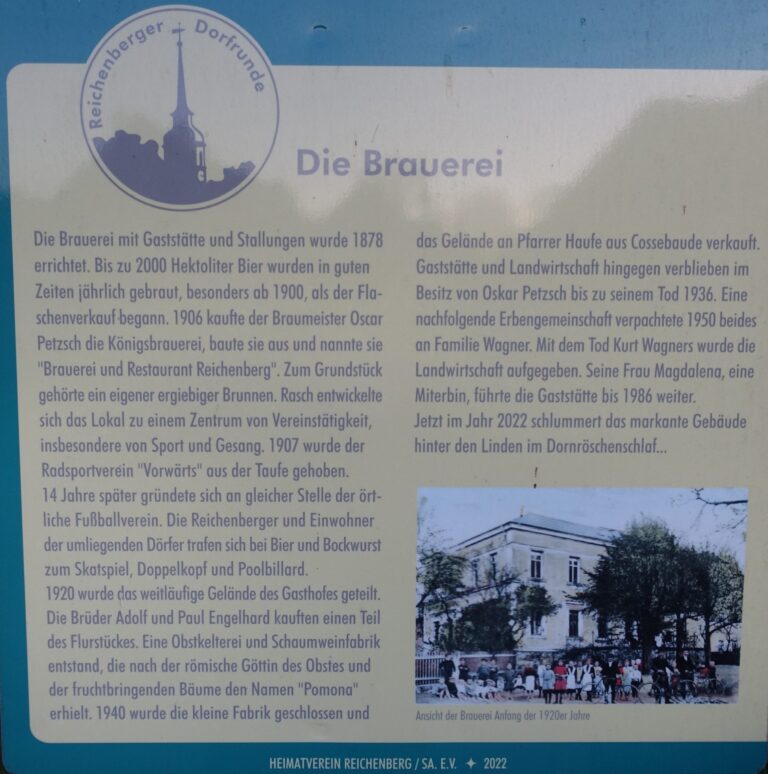 Reichenberger Dorfrunde
Die Brauerei
Die Brauerei mit Gaststätte und Stallungen wurde 1878
errichtet. Bis zu 2000 Hektoliter Bier wurden in guten
Zeiten jährlich gebraut, besonders ab 1900, als der Fla-
schenverkauf begann. 1906 kaufte der Braumeister Oscar
Petzsch die Königsbrauerei, baute sie aus und nannte sie
"Brauerei und Restaurant Reichenberg". Zum Grundstück
gehörte ein eigener ergiebiger Brunnen. Rasch entwickelte
sich das Lokal zu einem Zentrum von Vereinstätigkeit,
insbesondere von Sport und Gesang. 1907 wurde der
Radsportverein "Vorwärts" aus der Taufe gehoben.
14 Jahre später gründete sich an gleicher Stelle der ört-
liche Fußballverein. Die Reichenberger und Einwohner
der umliegenden Dörfer trafen sich bei Bier und Bockwurst
zum Skatspiel, Doppelkopf und Poolbillard.
1920 wurde das weitläufige Gelände des Gasthofes geteilt.
Die Brüder Adolf und Paul Engelhard kauften einen Teil
des Flurstückes. Eine Obstkelterei und Schaumweinfabrik
entstand, die nach der römische Göttin des Obstes und
der fruchtbringenden Bäume den Namen "Pomona"
erhielt. 1940 wurde die kleine Fabrik geschlossen und
das Gelände an Pfarrer Haufe aus Cossebaude verkauft.
Gaststätte und Landwirtschaft hingegen verblieben im
Besitz von Oskar Petzsch bis zu seinem Tod 1936. Eine
nachfolgende Erbengemeinschaft verpachtete 1950 beides
an Familie Wagner. Mit dem Tod Kurt Wagners wurde die
Landwirtschaft aufgegeben. Seine Frau Magdalena, eine
Miterbin, führte die Gaststätte bis 1986 weiter.
Jetzt im Jahr 2022 schlummert das markante Gebäude
hinter den Linden im Dornröschenschlaf...
Ansicht der Brauerei Anfang der 1920er Jahre
HEIMATVEREIN REICHENBERG / SA. E.V. ✦ 2022